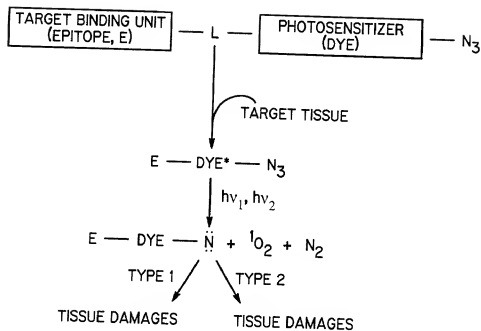 TARGET BINDING UNIT
(EPITOPE, E) — L — PHOTOSENSITIZER
(DYE) — N3
TARGET TISSUE
E — DYE* — N3
hν1, hν2
E — DYE — N̈ + ¹O2 + N2
TYPE 1 TYPE 2
TISSUE DAMAGES TISSUE DAMAGES